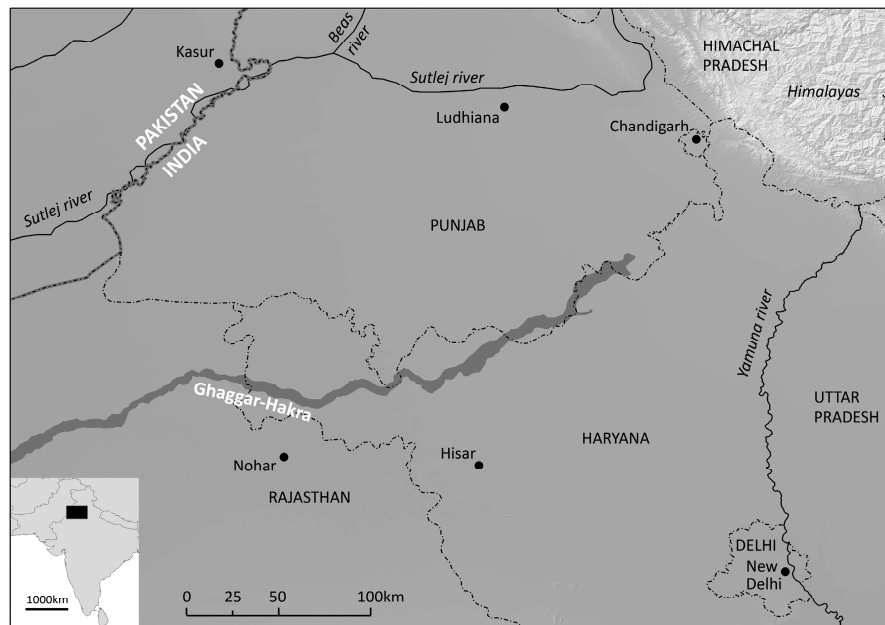 Kasur
Beas
river
HIMACHAL
PRADESH
Himalayas
Sutlej river
Ludhiana
Chandigarh
PAKISTAN
INDIA
Sutlej river
PUNJAB
Yamuna river
Ghaggar-Hakra
UTTAR
PRADESH
HARYANA
Nohar
Hisar
RAJASTHAN
DELHI
New
Delhi
1000km
0 25 50 100km